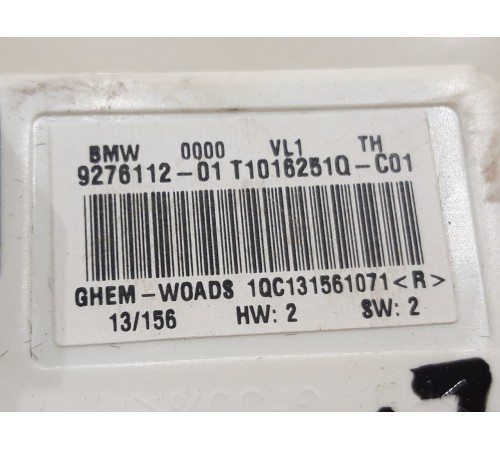 BMW 0000 VL1 TH
9276112-01 T1016251Q-C01
GHEM-WOADS 1QC131561071<R>
13/156 HW: 2 SW: 2